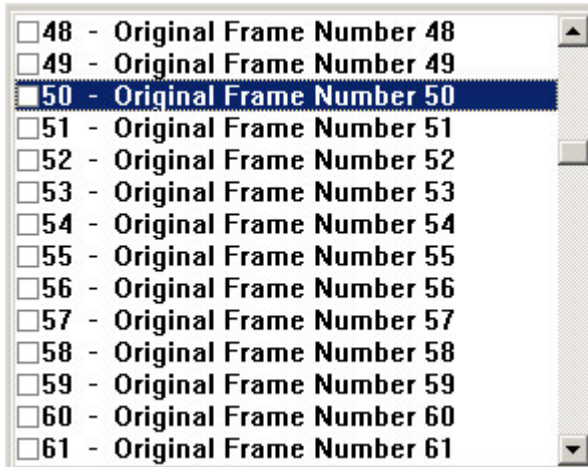 48 - Original Frame Number 48
49 - Original Frame Number 49
50 - Original Frame Number 50
51 - Original Frame Number 51
52 - Original Frame Number 52
53 - Original Frame Number 53
54 - Original Frame Number 54
55 - Original Frame Number 55
56 - Original Frame Number 56
57 - Original Frame Number 57
58 - Original Frame Number 58
59 - Original Frame Number 59
60 - Original Frame Number 60
61 - Original Frame Number 61